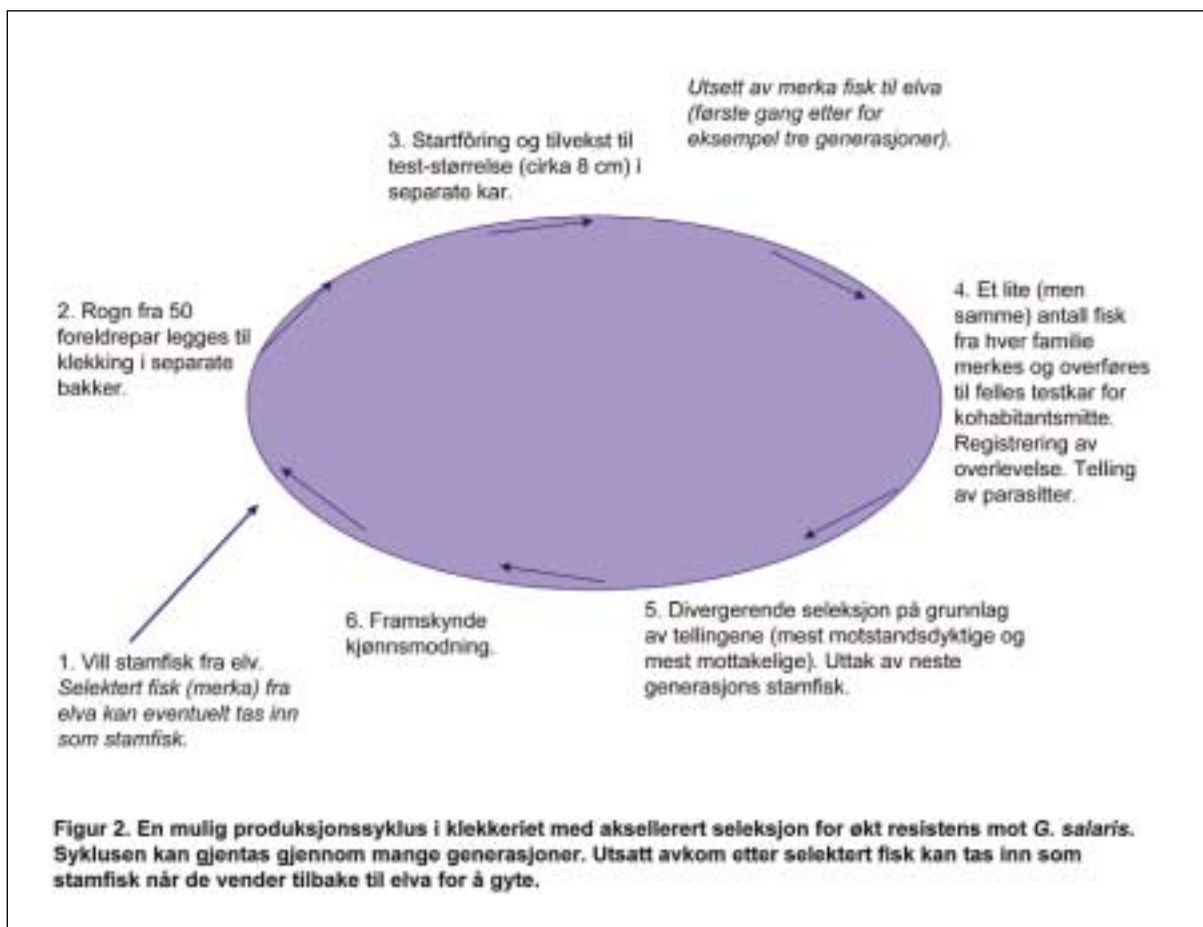 Utsett av merka fisk til elva
(første gang etter for
eksempel tre generasjoner).
3. Startfôring og tilvekst til
test-størrelse (cirka 8 cm) i
separate kar.
2. Rogn fra 50
foreldrepar legges til
klekking i separate
bakker.
4. Et lite (men
samme) antall fisk
fra hver familie
merkes og overføres
til felles testkar for
kohabitantsmitte.
Registrering av
overlevelse. Telling
av parasitter.
5. Divergerende seleksjon på grunnlag
av tellingene (mest motstandsdyktige og
mest mottakelige). Uttak av neste
generasjons stamfisk.
6. Framskynde
kjønnsmodning.
1. Vill stamfisk fra elv.
Selektert fisk (merka) fra
elva kan eventuelt tas inn
som stamfisk.
Figur 2. En mulig produksjonssyklus i klekkeriet med aksellerert seleksjon for økt resistens mot G. salaris.
Syklusen kan gjentas gjennom mange generasjoner. Utsatt avkom etter selektert fisk kan tas inn som
stamfisk når de vender tilbake til elva for å gyte.